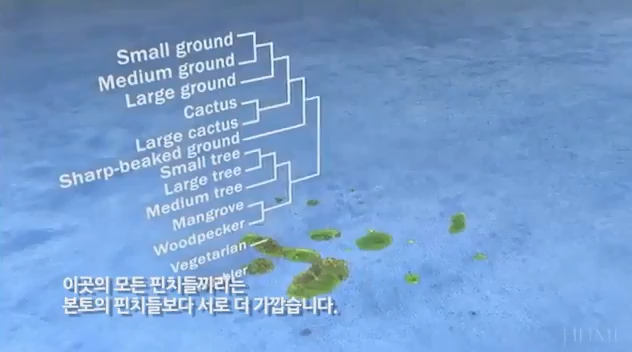 Small ground
Medium ground
Large ground
Cactus
Large cactus
Sharp-beaked ground
Small tree
Large tree
Medium tree
Mangrove
Woodpecker
Vegetarian
이곳의 모든 핀치들끼리는
본토의 핀치들보다 서로 더 가깝습니다.
HHMI